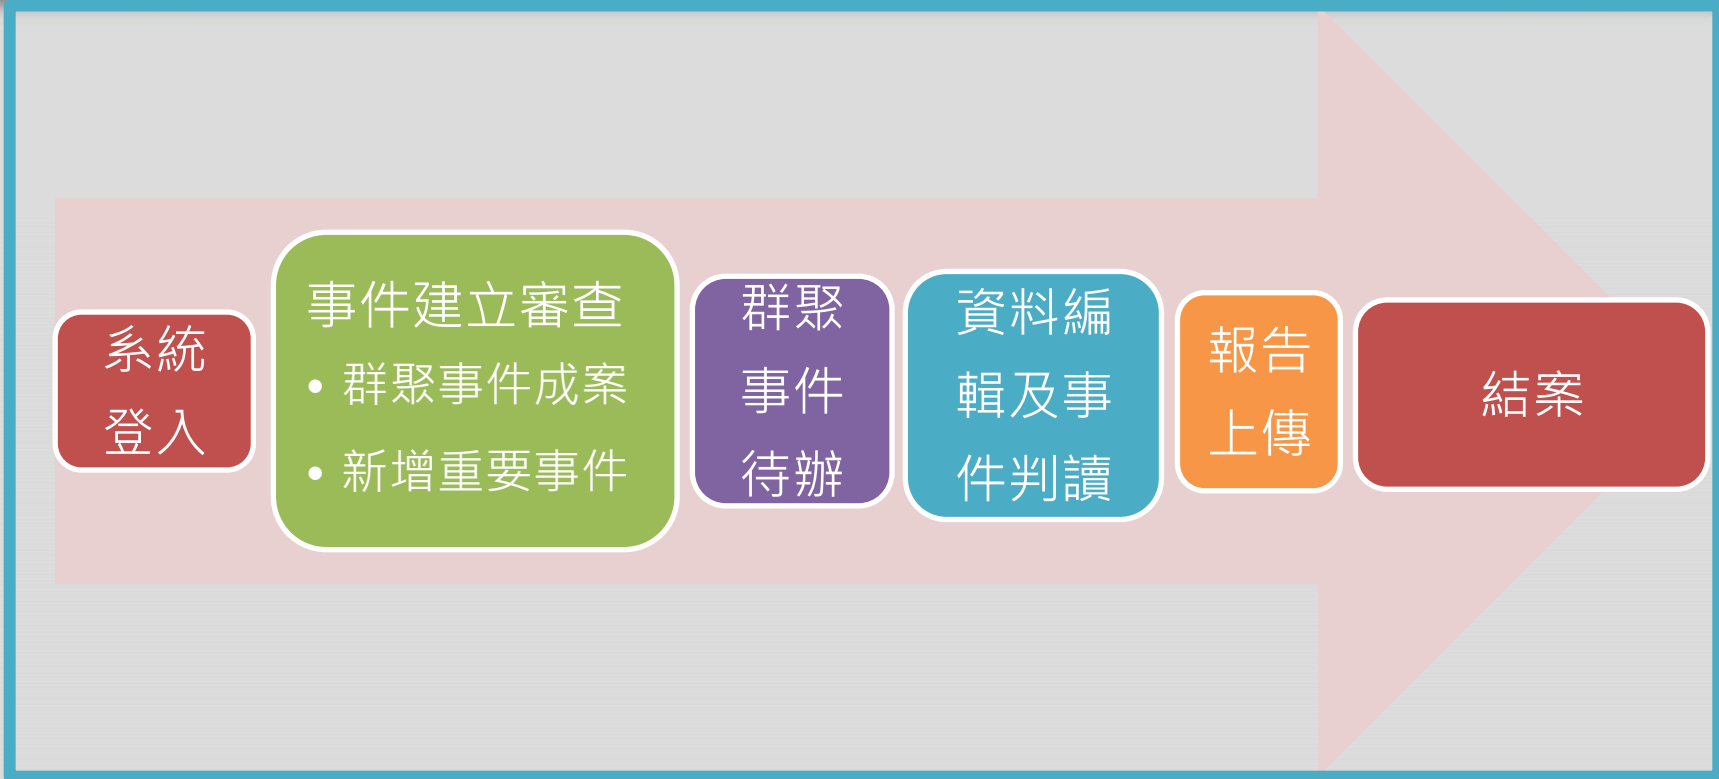 系統
登入
事件建立審查
• 群聚事件成案
• 新增重要事件
群聚
事件
待辦
資料編
輯及事
件判讀
報告
上傳
結案